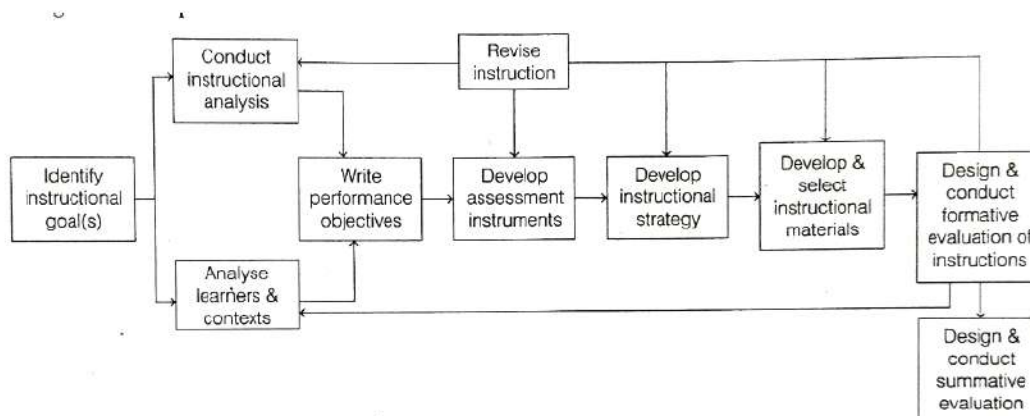 Conduct
instructional
analysis
Revise
instruction
Identify
instructional
goal(s)
Write
performance
objectives
Develop
assessment
instruments
Develop
instructional
strategy
Develop &
select
instructional
materials
Design &
conduct
formative
evaluation of
instructions
Analyse
learners &
contexts
Design &
conduct
summative
evaluation